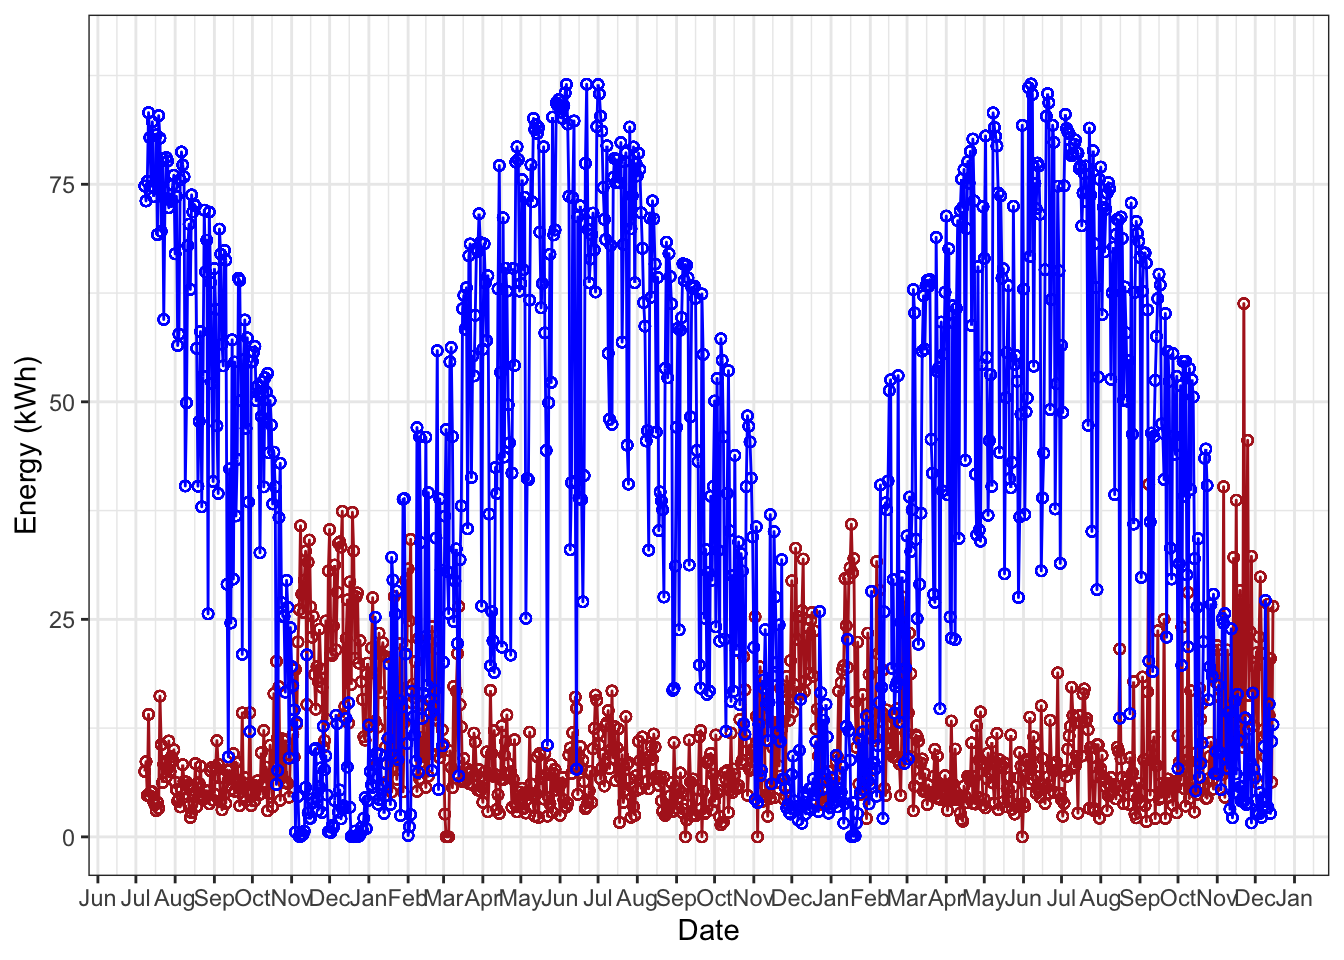 Energy (kWh)
75
50
25
0
Jun Jul Aug Sep Oct Nov Dec Jan Feb Mar Apr May Jun Jul Aug Sep Oct Nov Dec Jan Feb Mar Apr May Jun Jul Aug Sep Oct Nov Dec Jan
Date